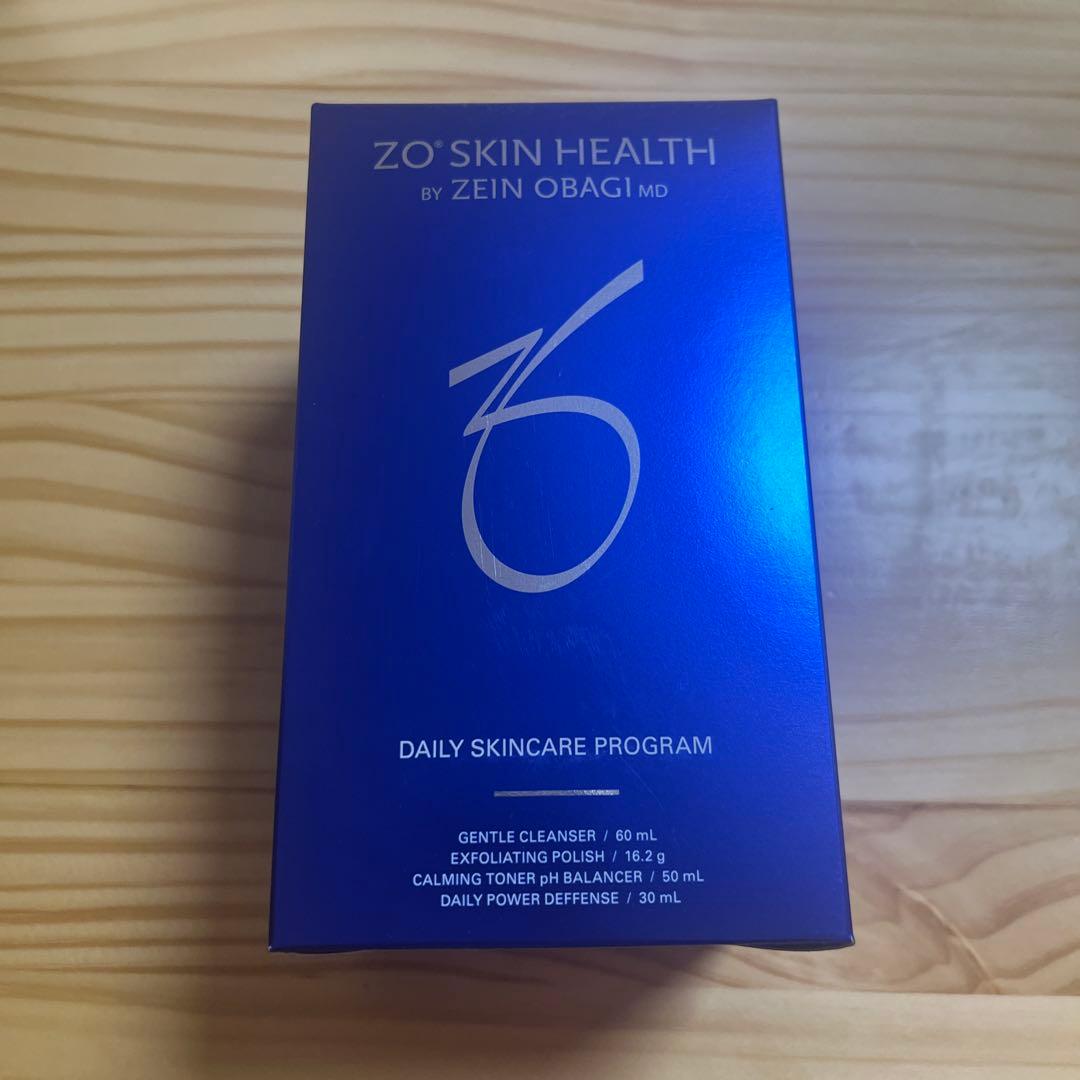 ZO® SKIN HEALTH
BY ZEIN OBAGI MD
ZO
DAILY SKINCARE PROGRAM
GENTLE CLEANSER / 60 mL
EXFOLIATING POLISH / 16.2 g
CALMING TONER pH BALANCER / 50 mL
DAILY POWER DEFFENSE / 30 mL